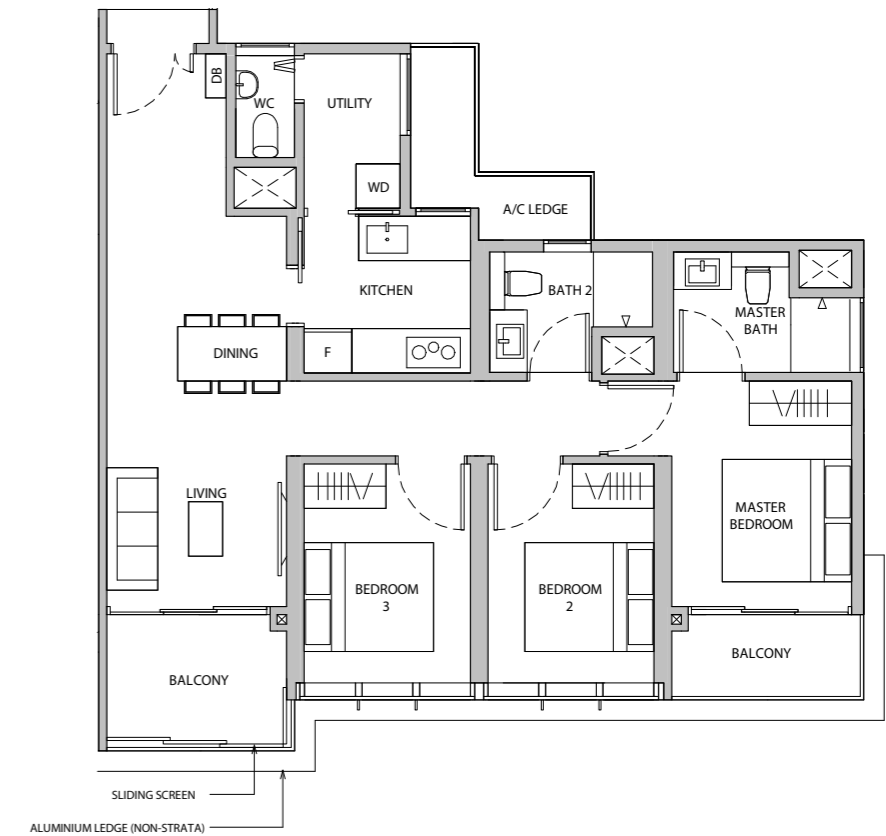 DB
WC
UTILITY
WD
A/C LEDGE
KITCHEN
BATH 2
MASTER
BATH
DINING
F
LIVING
MASTER
BEDROOM
BEDROOM
3
BEDROOM
2
BALCONY
BALCONY
SLIDING SCREEN
ALUMINIUM LEDGE (NON-STRATA)